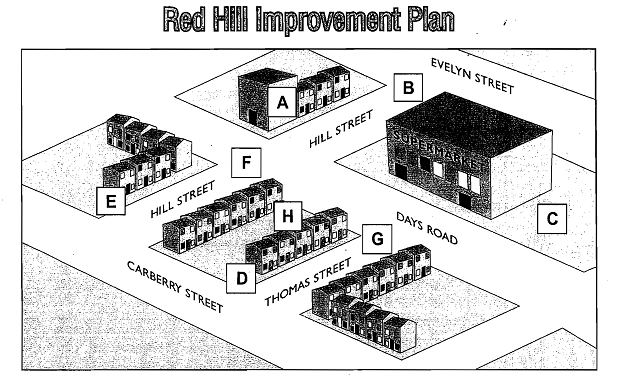 Red Hill Improvement Plan
EVELYN STREET
B
A
HILL STREET
SUPERMARKET
F
E
HILL STREET
H
C
DAYS ROAD
G
D
THOMAS STREET
CARBERRY STREET